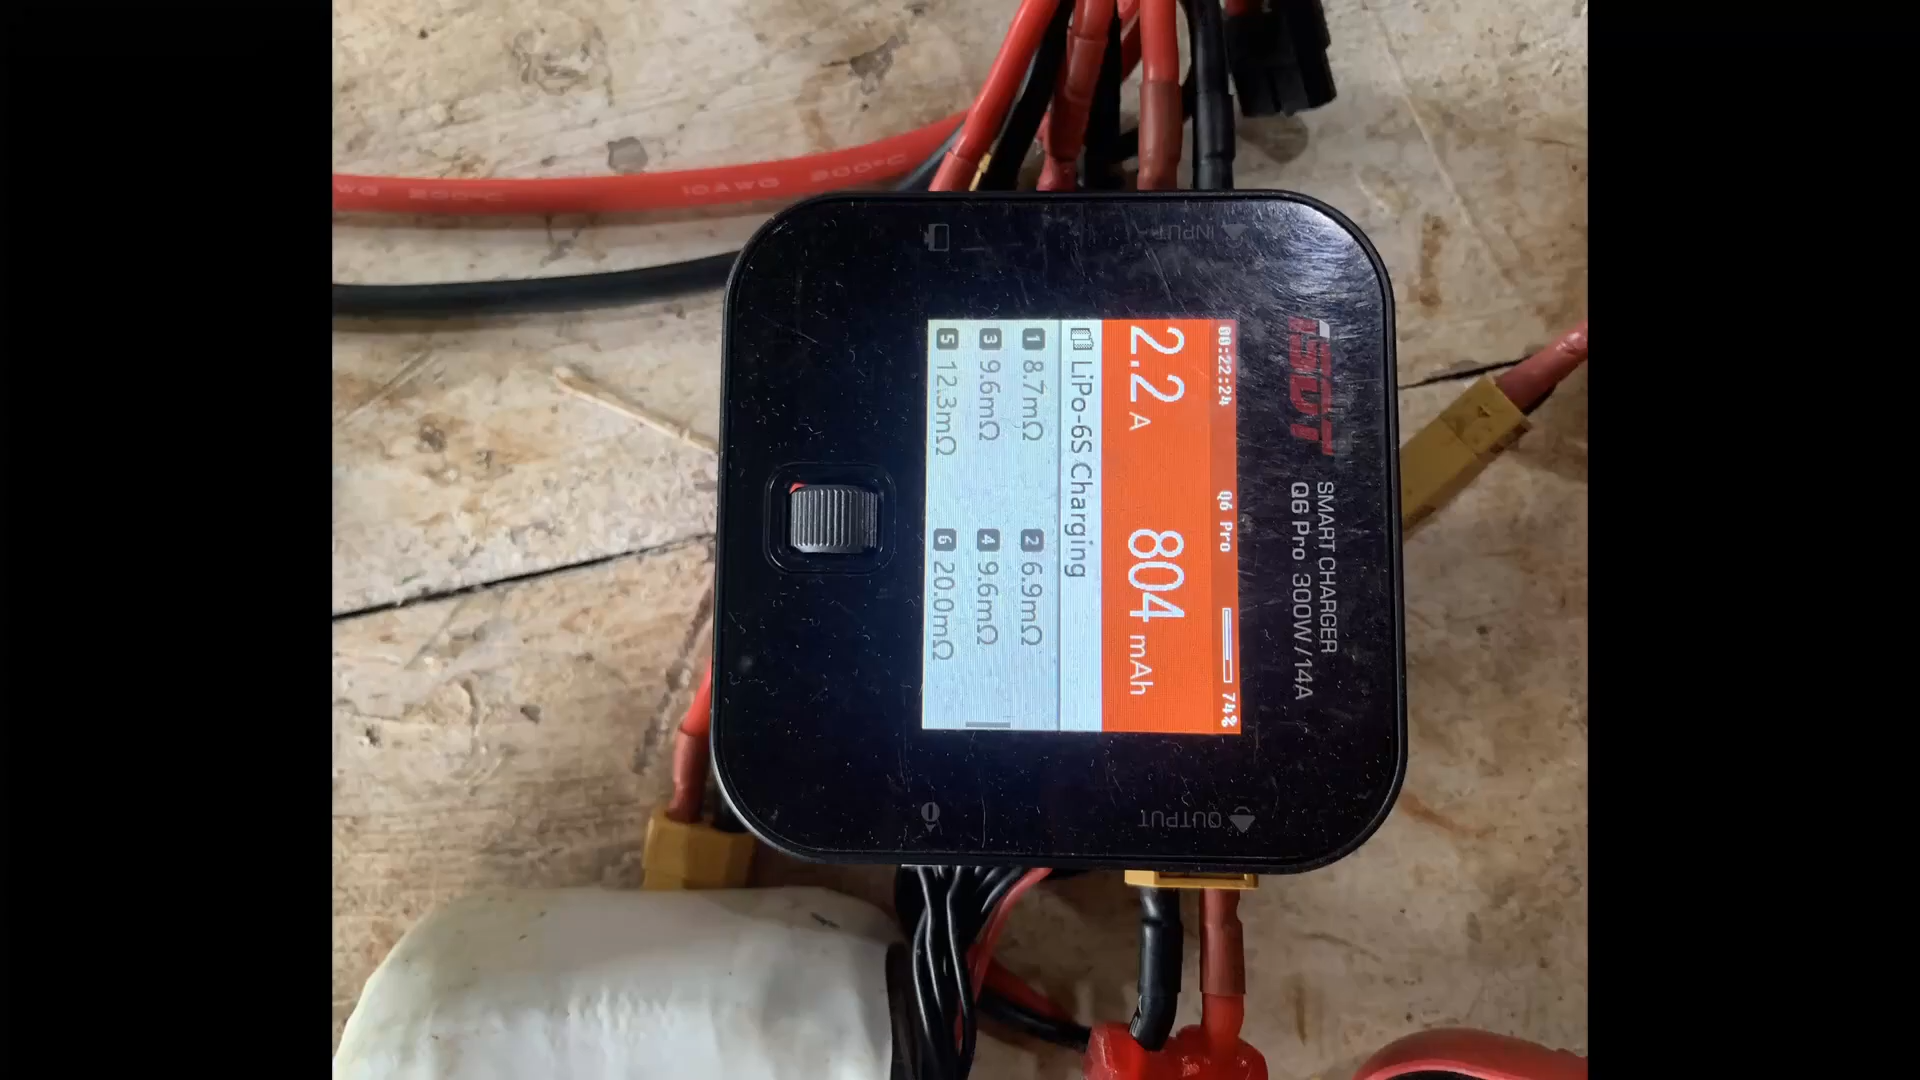 WG 200°C 10AWG 200°C
INPUT
iSDT
SMART CHARGER
Q6 Pro 300W/14A
00:22:24 Q6 Pro 74%
2.2 A 804 mAh
LiPo-6S Charging
1 8.7mΩ 2 6.9mΩ
3 9.6mΩ 4 9.6mΩ
5 12.3mΩ 6 20.0mΩ
OUTPUT